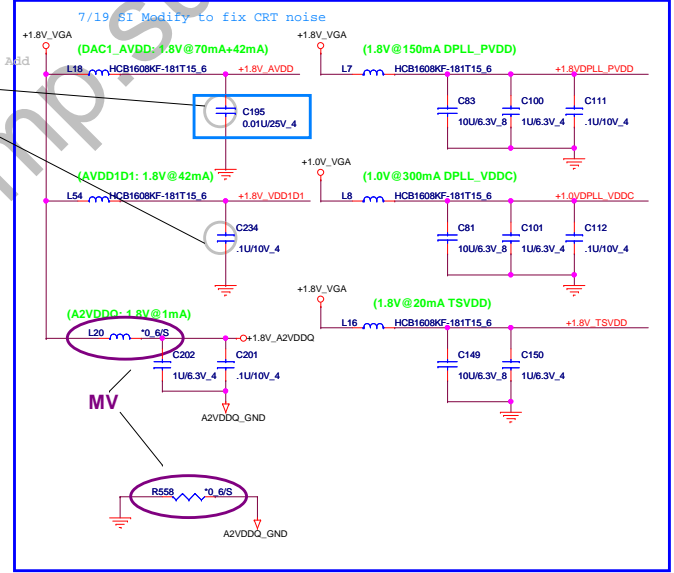 7/19 SI Modify to fix CRT noise
+1.8V_VGA
(DAC1_AVDD: 1.8V@70mA+42mA)
Add
L18 HCB1608KF-181T15_6 +1.8V_AVDD
C195
0.01U/25V_4
(AVDD1D1: 1.8V@42mA)
L54 HCB1608KF-181T15_6 +1.8V_VDD1D1
C234
.1U/10V_4
(A2VDDQ: 1.8V@1mA)
L20 *0_6/S +1.8V_A2VDDQ
C202 C201
1U/6.3V_4 .1U/10V_4
A2VDDQ_GND
MV
R558 *0_6/S
A2VDDQ_GND
+1.8V_VGA
(1.8V@150mA DPLL_PVDD)
L7 HCB1608KF-181T15_6 +1.8VDPLL_PVDD
C83 C100 C111
10U/6.3V_8 1U/6.3V_4 .1U/10V_4
+1.0V_VGA
(1.0V@300mA DPLL_VDDC)
L8 HCB1608KF-181T15_6 +1.0VDPLL_VDDC
C81 C101 C112
10U/6.3V_8 1U/6.3V_4 .1U/10V_4
+1.8V_VGA
(1.8V@20mA TSVDD)
L16 HCB1608KF-181T15_6 +1.8V_TSVDD
C149 C150
10U/6.3V_8 1U/6.3V_4